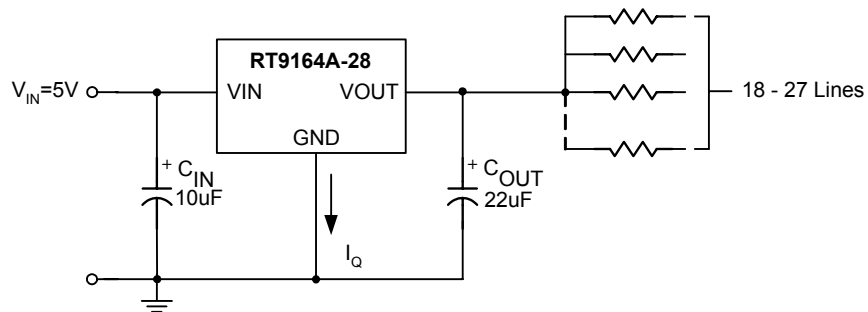 RT9164A-28
V_IN=5V
VIN
VOUT
GND
18 - 27 Lines
+ C_IN
10uF
+ C_OUT
22uF
I_Q